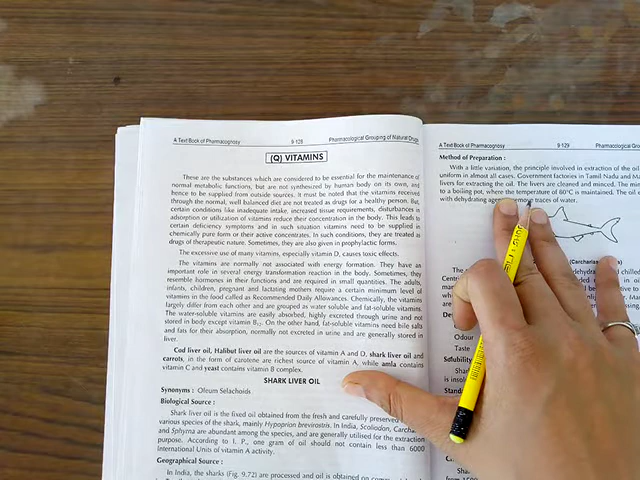 A Text Book of Pharmacognosy 9-128 Pharmacological Grouping of Natural Drugs
(Q) VITAMINS
These are the substances which are considered to be essential for the maintenance of
normal metabolic functions, but are not synthesized by human body on its own, and
hence to be supplied from outside sources. It must be noted that the vitamins received
through the normal, well balanced diet are not treated as drugs for a healthy person. But,
certain conditions like inadequate intake, increased tissue requirements, disturbances in
adsorption or utilization of vitamins reduce their concentration in the body. This leads to
certain deficiency symptoms and in such situation vitamins need to be supplied in
chemically pure form or their active concentrates. In such conditions, they are treated as
drugs of therapeutic nature. Sometimes, they are also given in prophylactic forms.
The excessive use of many vitamins, especially vitamin D, causes toxic effects.
The vitamins are normally not associated with energy formation. They have an
important role in several energy transformation reaction in the body. Sometimes, they
resemble hormones in their functions and are required in small quantities. The adults,
infants, children, pregnant and lactating mothers require a certain minimum level of
vitamins in the food called as Recommended Daily Allowances. Chemically, the vitamins
largely differ from each other and are grouped as water soluble and fat-soluble vitamins.
The water-soluble vitamins are easily absorbed, highly excreted through urine and not
stored in body except vitamin B₁₂. On the other hand, fat-soluble vitamins need bile salts
and fats for their absorption, normally not excreted in urine and are generally stored in
liver.
Cod liver oil, Halibut liver oil are the sources of vitamin A and D, shark liver oil and
carrots, in the form of carotene are richest source of vitamin A, while amla contains
vitamin C and yeast contains vitamin B complex.
SHARK LIVER OIL
Synonyms : Oleum Selachoids
Biological Source :
Shark liver oil is the fixed oil obtained from the fresh and carefully preserved
various species of the shark, mainly Hypoprion brevirostris. In India, Scoliodon,
and Sphyrna are abundant among the species, and are generally utilised for the extraction
purpose. According to I. P., one gram of oil should not contain less than 6000
International Units of vitamin A activity.
Geographical Source :
In India, the sharks (Fig. 9.72) are processed and oil is obtained on
A Text Book of Pharmacognosy 9-129 Pharmacological
Method of Preparation :
With a little variation, the principle involved in extraction of the oil
uniform in almost all cases. Government factories in Tamil Nadu and
livers for extracting the oil. The livers are cleaned and minced. The
to a boiling pot, where the temperature of 80°C is maintained. The oil
with dehydrating traces of water.
The
Odour
Taste
Solubility
is